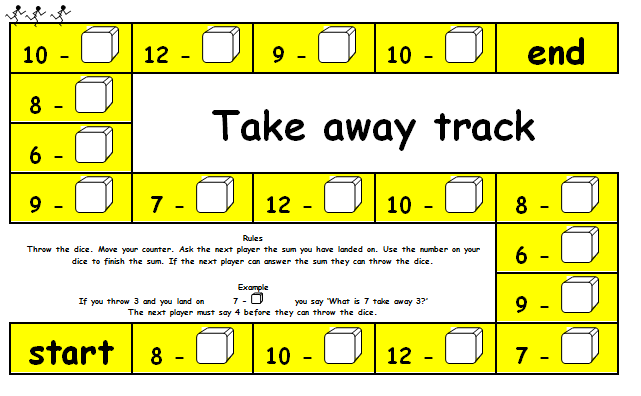 10 - 12 - 9 - 10 - end
8 -
Take away track
6 -
9 - 7 - 12 - 10 - 8 -
Rules
Throw the dice. Move your counter. Ask the next player the sum you have landed on. Use the number on your
dice to finish the sum. If the next player can answer the sum they can throw the dice.
6 -
Example
If you throw 3 and you land on 7 - you say 'What is 7 take away 3?'
The next player must say 4 before they can throw the dice.
9 -
start 8 - 10 - 12 - 7 -